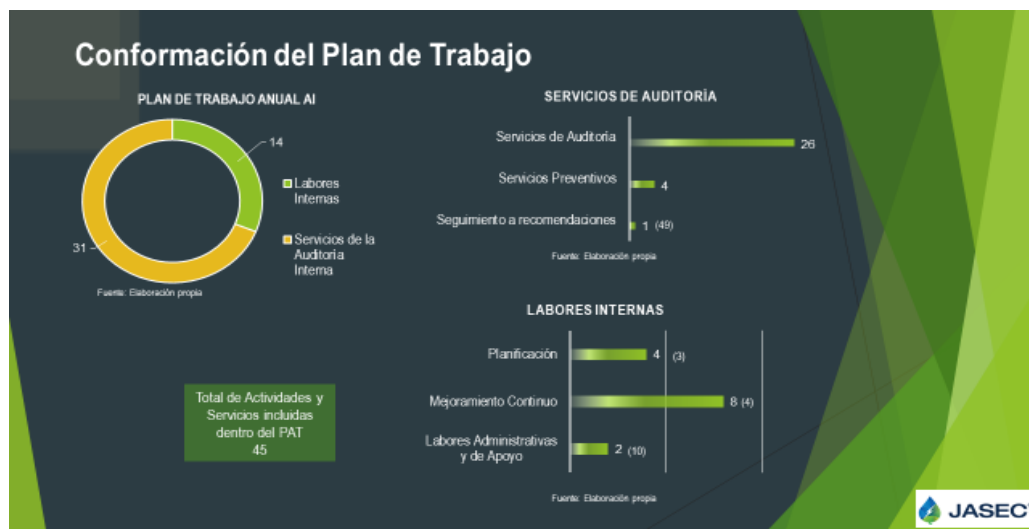 Conformación del Plan de Trabajo
PLAN DE TRABAJO ANUAL AI
14
31
Labores
Internas
Servicios de la
Auditoría
Interna
Fuente: Elaboración propia
SERVICIOS DE AUDITORÍA
Servicios de Auditoría
26
Servicios Preventivos
4
Seguimiento a recomendaciones
1 (49)
Fuente: Elaboración propia
LABORES INTERNAS
Planificación
4 (3)
Mejoramiento Continuo
8 (4)
Labores Administrativas
y de Apoyo
2 (10)
Fuente: Elaboración propia
Total de Actividades y
Servicios incluidas
dentro del PAT
45
JASEC